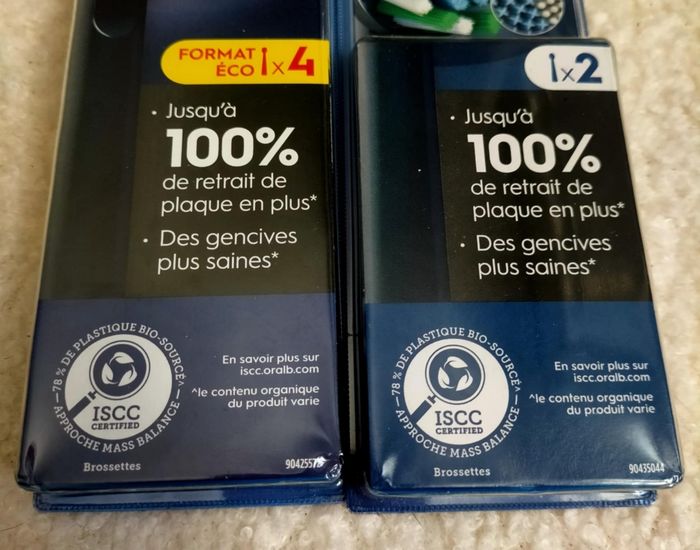 FORMAT
ÉCO x4
• Jusqu'à
100%
de retrait de
plaque en plus*
• Des gencives
plus saines*
78 % DE PLASTIQUE BIO-SOURCÉ^
APPROCHE MASS BALANCE
ISCC
CERTIFIED
Brossettes
En savoir plus sur
iscc.oralb.com
^le contenu organique
du produit varie
x2
• Jusqu'à
100%
de retrait de
plaque en plus*
• Des gencives
plus saines*
78 % DE PLASTIQUE BIO-SOURCÉ^
APPROCHE MASS BALANCE
ISCC
CERTIFIED
Brossettes
En savoir plus sur
iscc.oralb.com
^le contenu organique
du produit varie
90435044